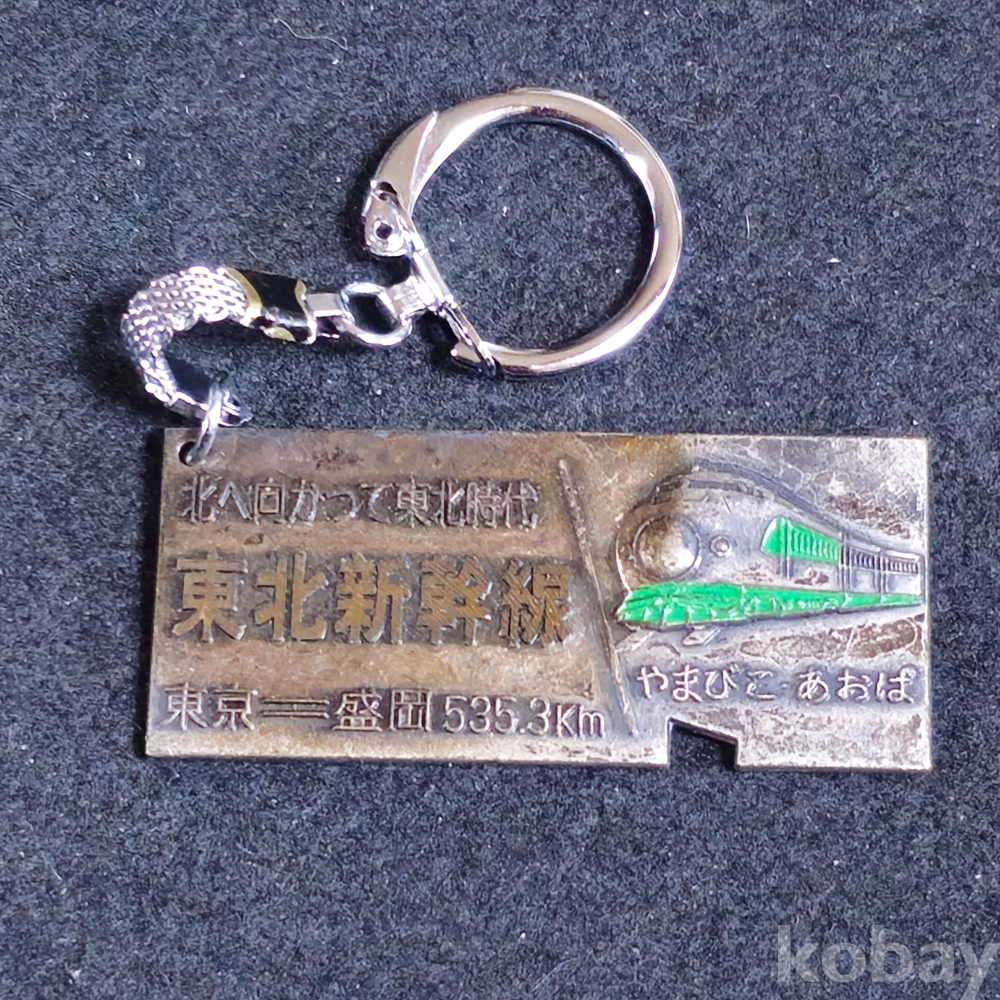 北へ向かって東北時代
東北新幹線
東京＝盛岡 535.3Km
やまびこ・あおば
kobay